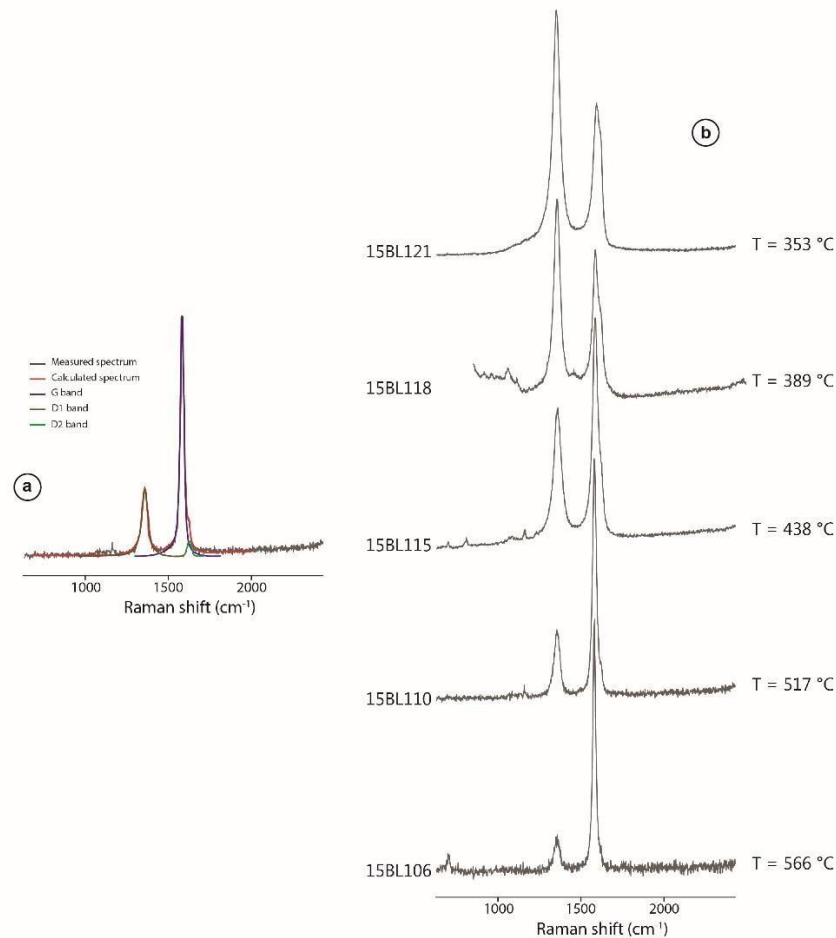 b
15BL121
T = 353 °C
15BL118
T = 389 °C
Measured spectrum
Calculated spectrum
G band
D1 band
D2 band
a
15BL115
T = 438 °C
1000 1500 2000
Raman shift (cm-1)
15BL110
T = 517 °C
15BL106
T = 566 °C
1000 1500 2000
Raman shift (cm-1)